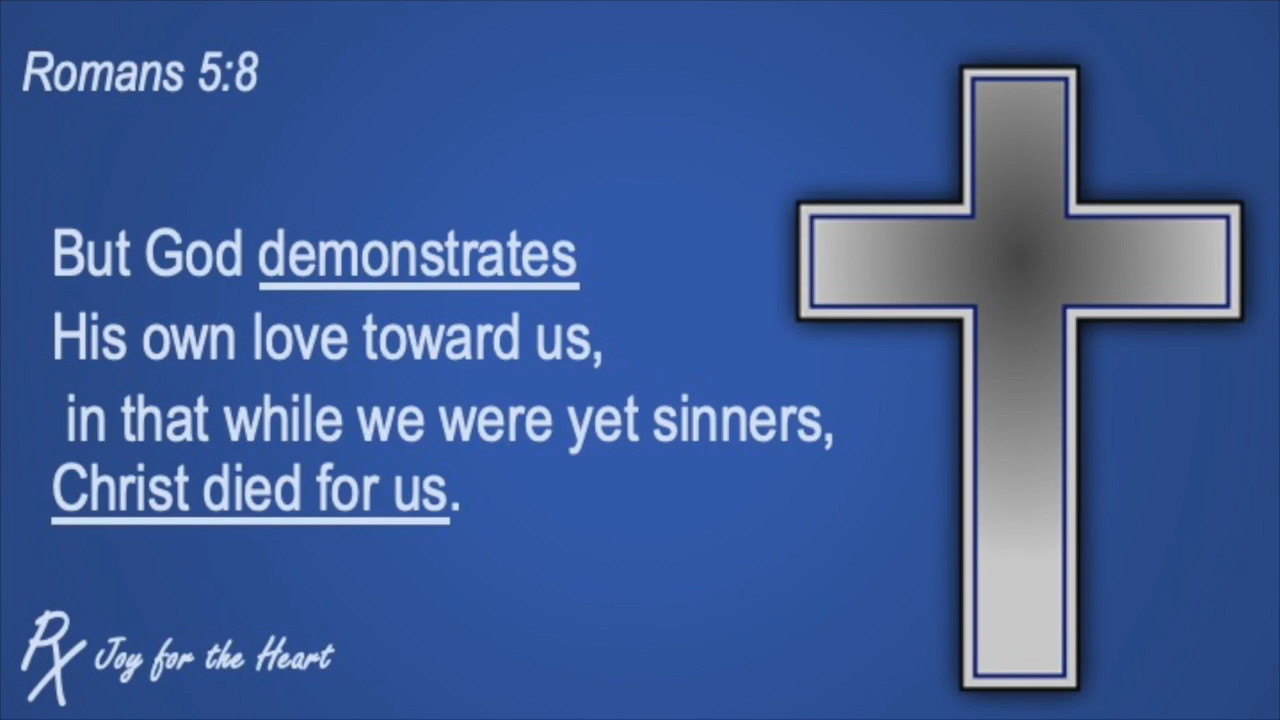 Romans 5:8
But God demonstrates
His own love toward us,
in that while we were yet sinners,
Christ died for us.
Rx Joy for the Heart